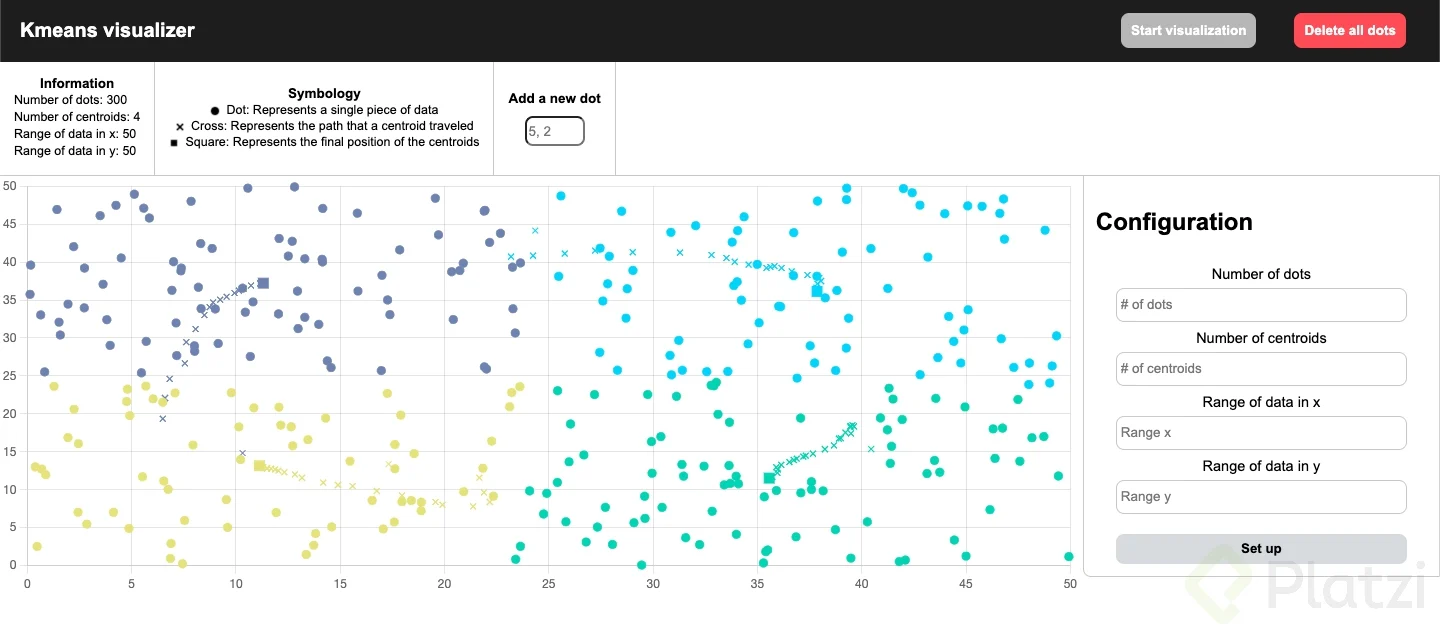 Kmeans visualizer
Start visualization
Delete all dots
Information
Number of dots: 300
Number of centroids: 4
Range of data in x: 50
Range of data in y: 50
Symbology
Dot: Represents a single piece of data
Cross: Represents the path that a centroid traveled
Square: Represents the final position of the centroids
Add a new dot
5, 2
50
45
40
35
30
25
20
15
10
5
0
0 5 10 15 20 25 30 35 40 45 50
Configuration
Number of dots
# of dots
Number of centroids
# of centroids
Range of data in x
Range x
Range of data in y
Range y
Set up
Platzi